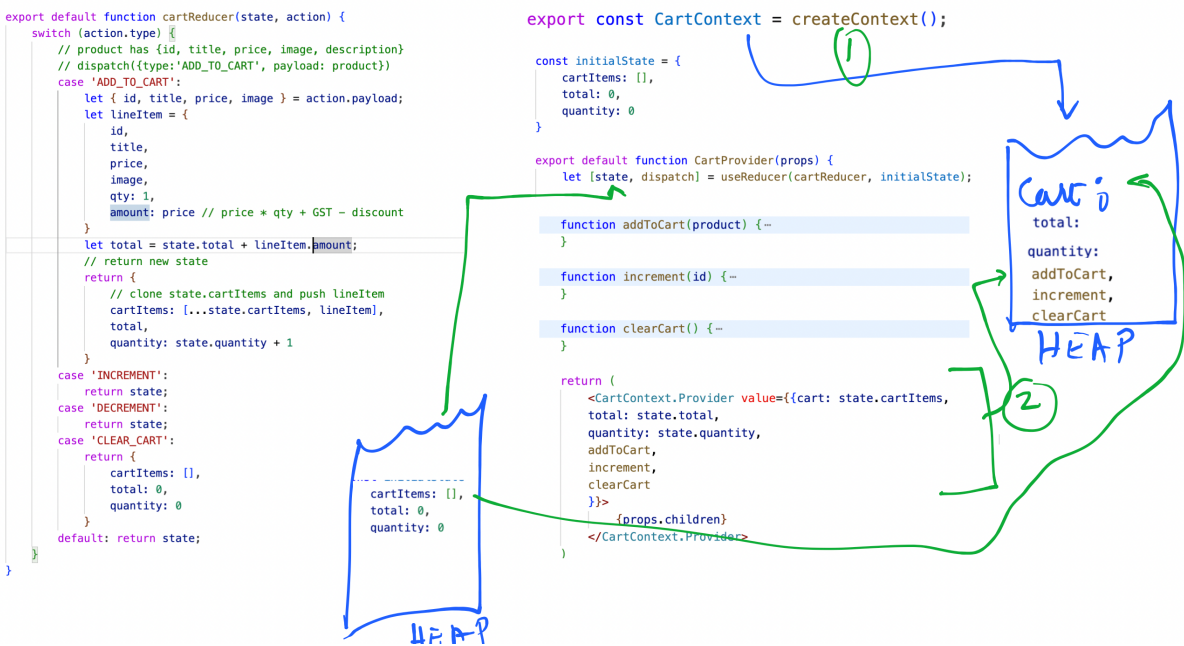 export default function cartReducer(state, action) {
switch (action.type) {
// product has {id, title, price, image, description}
// dispatch({type:'ADD_TO_CART', payload: product})
case 'ADD_TO_CART':
let { id, title, price, image } = action.payload;
let lineItem = {
id,
title,
price,
image,
qty: 1,
amount: price // price * qty + GST - discount
}
let total = state.total + lineItem.amount;
// return new state
return {
// clone state.cartItems and push lineItem
cartItems: [...state.cartItems, lineItem],
total,
quantity: state.quantity + 1
}
case 'INCREMENT':
return state;
case 'DECREMENT':
return state;
case 'CLEAR_CART':
return {
cartItems: [],
total: 0,
quantity: 0
}
default: return state;
}
}
cartItems: [],
total: 0,
quantity: 0
HEAP
export const CartContext = createContext();
1
const initialState = {
cartItems: [],
total: 0,
quantity: 0
}
export default function CartProvider(props) {
let [state, dispatch] = useReducer(cartReducer, initialState);
function addToCart(product) {⋯
}
function increment(id) {⋯
}
function clearCart() {⋯
}
return (
<CartContext.Provider value={{cart: state.cartItems,
total: state.total,
quantity: state.quantity,
addToCart,
increment,
clearCart
}}>
{props.children}
</CartContext.Provider>
)
2
Cart:
total:
quantity:
addToCart,
increment,
clearCart
HEAP